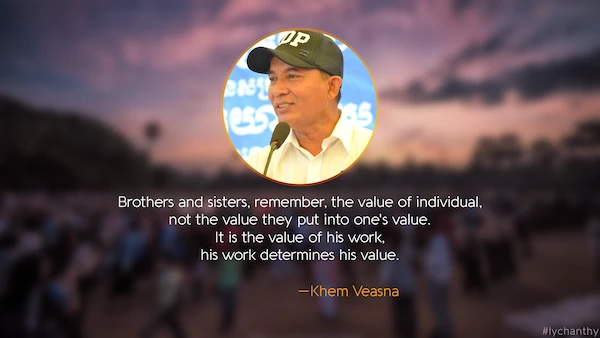 DP
Brothers and sisters, remember, the value of individual,
not the value they put into one's value.
It is the value of his work,
his work determines his value.
—Khem Veasna
#lychanthy